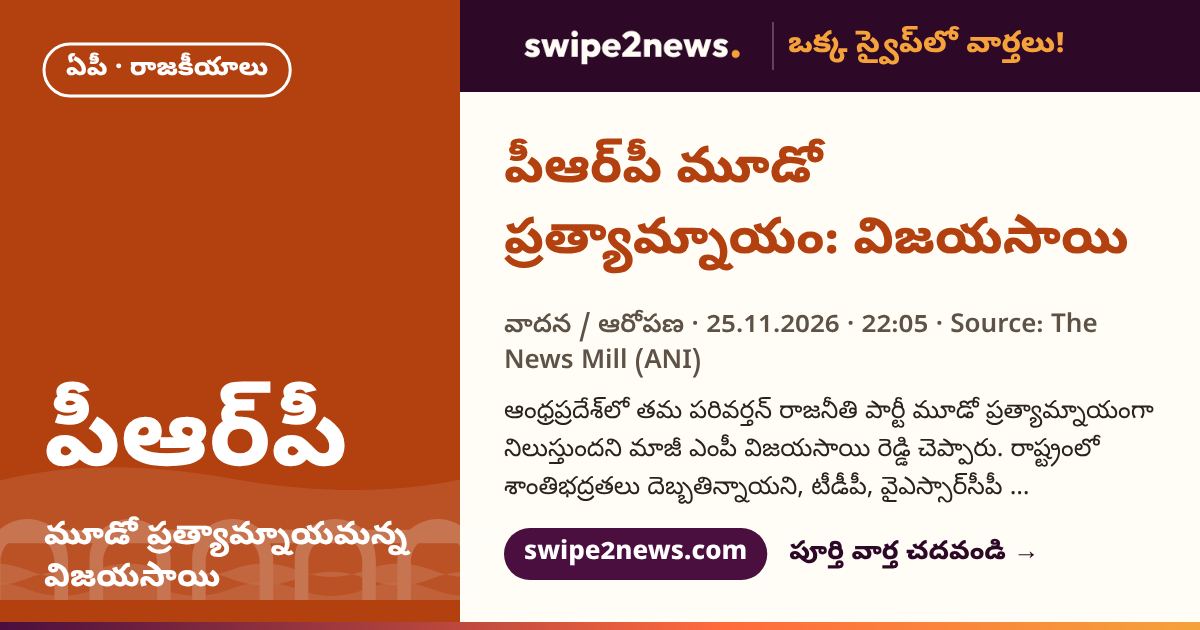 ఏపీ · రాజకీయాలు
పీఆర్‌పీ
మూడో ప్రత్యామ్నాయమన్న
విజయసాయి
swipe2news.
ఒక్క స్వైప్‌లో వార్తలు!
పీఆర్‌పీ మూడో
ప్రత్యామ్నాయం: విజయసాయి
వాదన / ఆరోపణ · 25.11.2026 · 22:05 · Source: The
News Mill (ANI)
ఆంధ్రప్రదేశ్‌లో తమ పరివర్తన్ రాజనీతి పార్టీ మూడో ప్రత్యామ్నాయంగా
నిలుస్తుందని మాజీ ఎంపీ విజయసాయి రెడ్డి చెప్పారు. రాష్ట్రంలో
శాంతిభద్రతలు దెబ్బతిన్నాయని, టీడీపీ, వైఎస్సార్‌సీపీ ...
swipe2news.com
పూర్తి వార్త చదవండి →